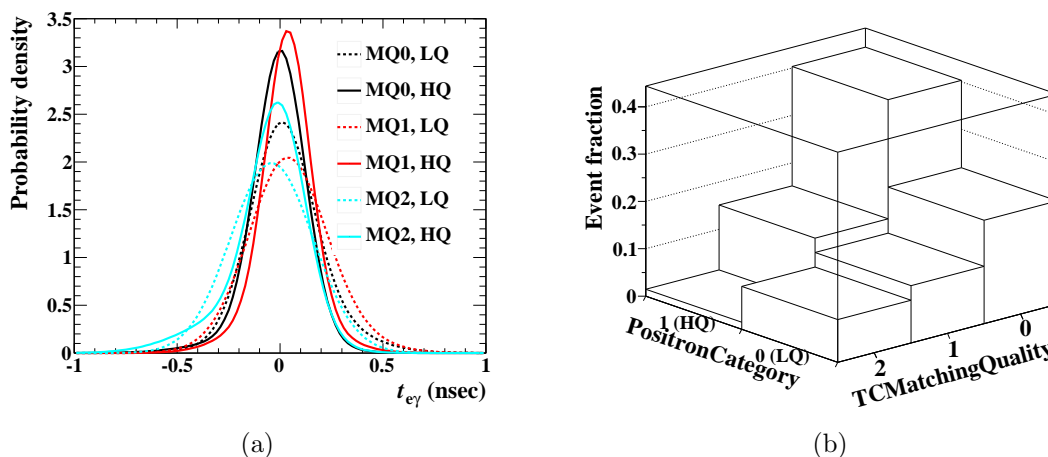 3.5
3
2.5
2
1.5
1
0.5
0
-1
-0.5
0
0.5
1
Probability density
t_eγ (nsec)
MQ0, LQ
MQ0, HQ
MQ1, LQ
MQ1, HQ
MQ2, LQ
MQ2, HQ
(a)
0.4
0.3
0.2
0.1
0
Event fraction
1 (HQ)
0 (LQ)
PositronCategory
2
1
0
TCMatchingQuality
(b)